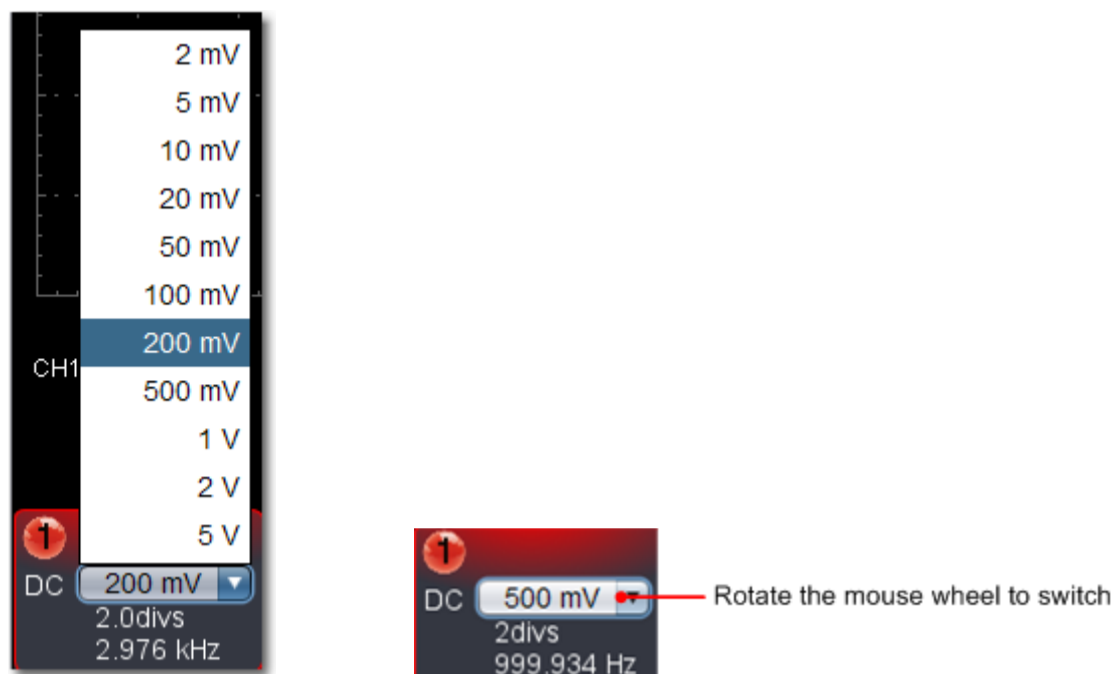 2 mV
5 mV
10 mV
20 mV
50 mV
100 mV
200 mV
CH1
500 mV
1 V
2 V
5 V
1
DC 200 mV
2.0divs
2.976 kHz
1
DC 500 mV
2divs
999.934 Hz
Rotate the mouse wheel to switch